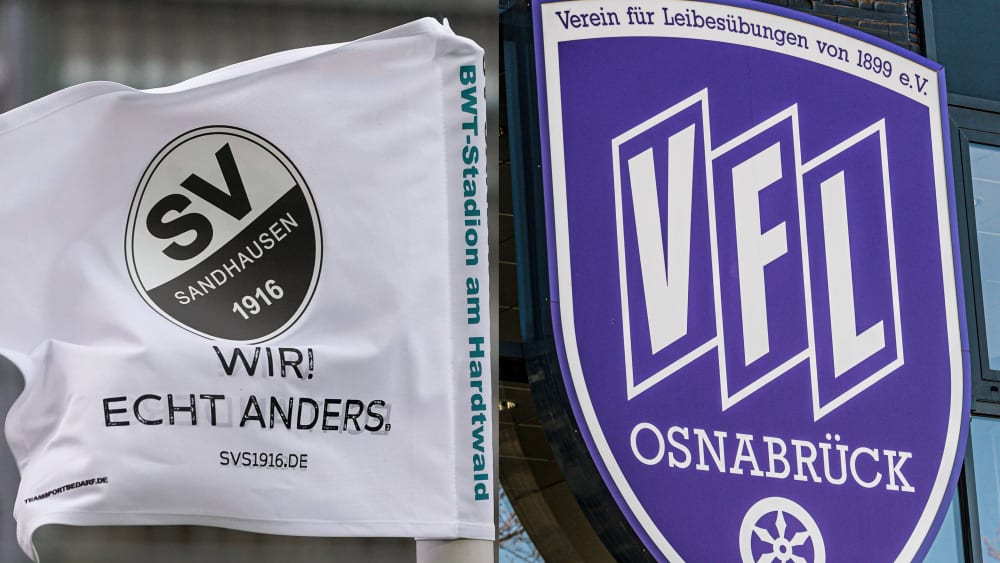 SV
SANDHAUSEN
1916
WIR!
ECHT ANDERS.
SVS1916.DE
TEAMSPORTBEDARF.DE
BWT-Stadion am Hardtwald
Verein für Leibesübungen von 1899 e.V.
VFL
OSNABRÜCK